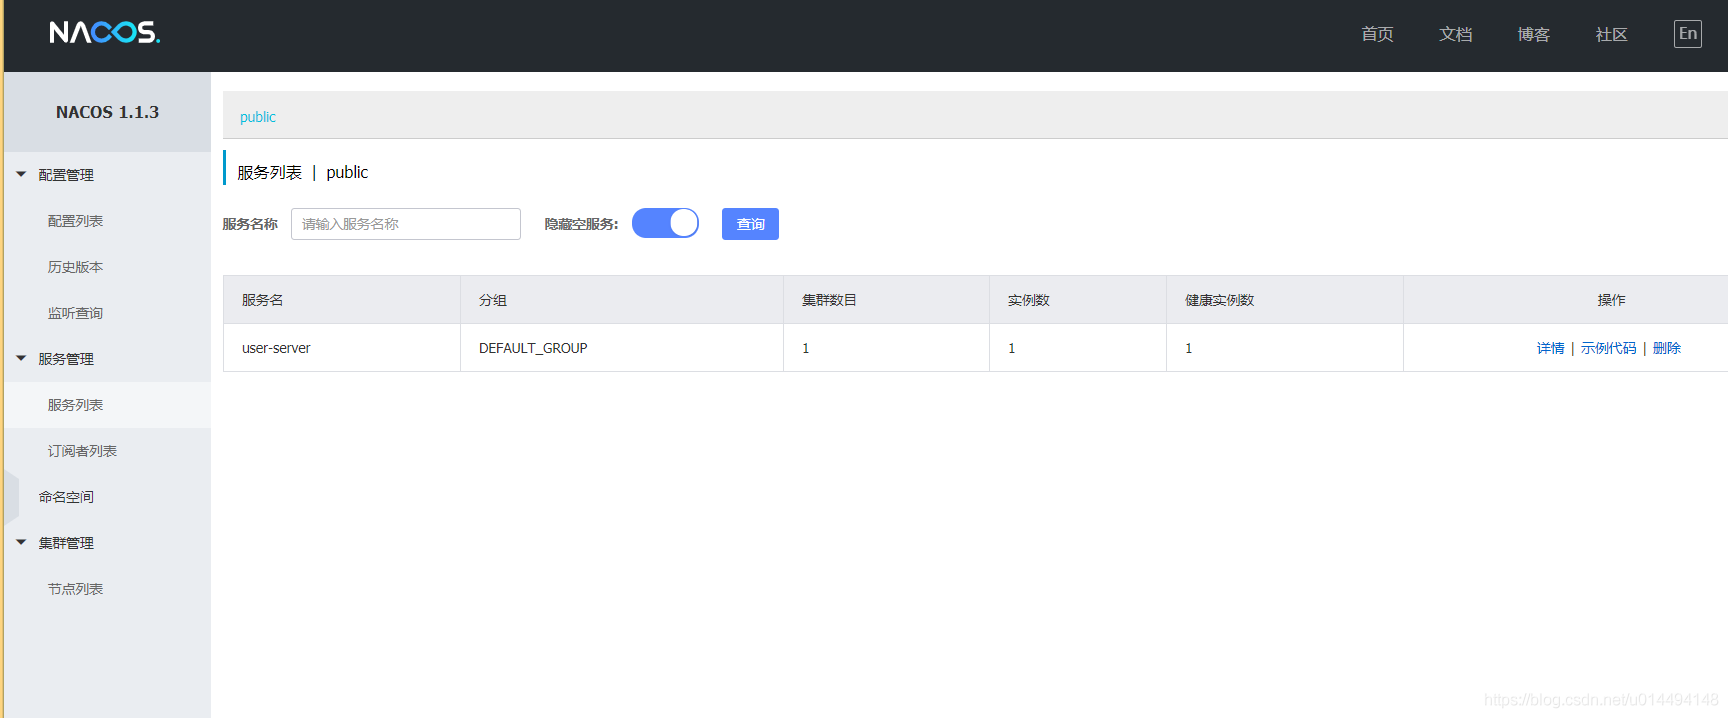 NACOS.
首页 文档 博客 社区 En
NACOS 1.1.3
配置管理
配置列表
历史版本
监听查询
服务管理
服务列表
订阅者列表
命名空间
集群管理
节点列表
public
服务列表 | public
服务名称 请输入服务名称 隐藏空服务: 查询
服务名 分组 集群数目 实例数 健康实例数 操作
user-server DEFAULT_GROUP 1 1 1 详情 | 示例代码 | 删除
https://blog.csdn.net/u014494148